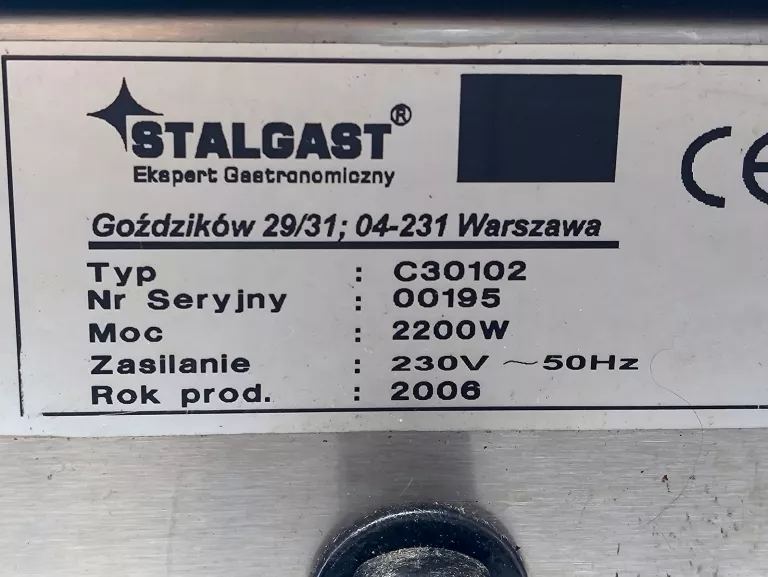 STALGAST®
Ekspert Gastronomiczny
CE
Goździków 29/31; 04-231 Warszawa
Typ : C30102
Nr Seryjny : 00195
Moc : 2200W
Zasilanie : 230V ~ 50Hz
Rok prod. : 2006